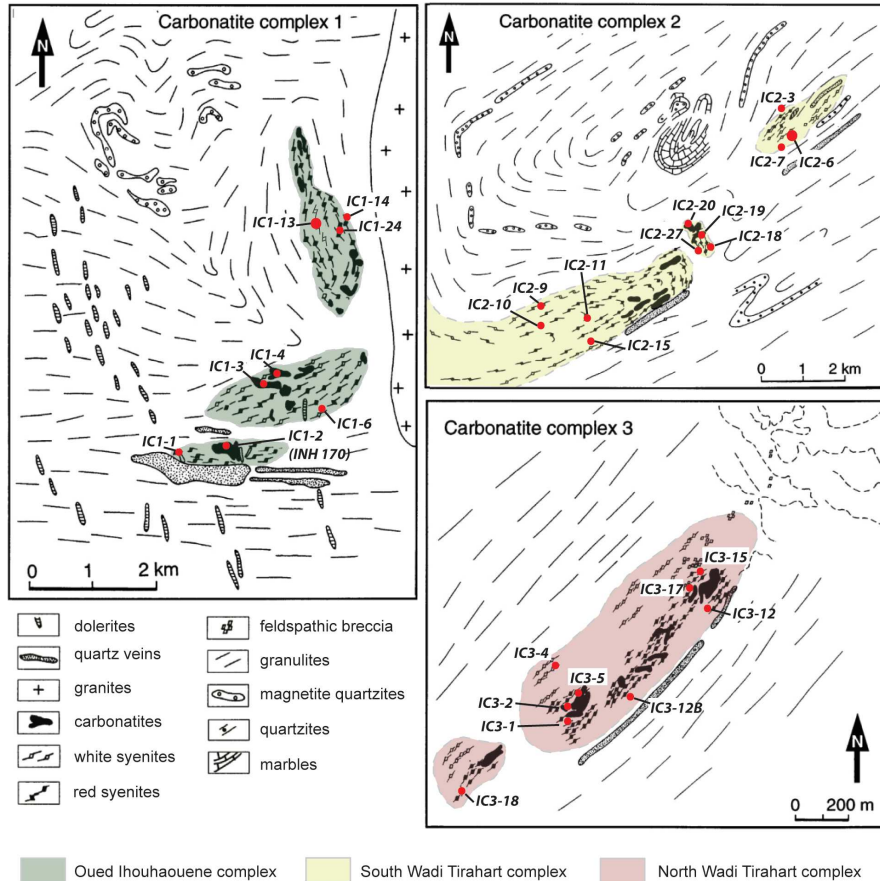 Carbonatite complex 1
N
IC1-14
IC1-13
IC1-24
IC1-4
IC1-3
IC1-6
IC1-1
IC1-2
(INH 170)
0 1 2 km
Carbonatite complex 2
N
IC2-3
IC2-7
IC2-6
IC2-20
IC2-19
IC2-27
IC2-18
IC2-11
IC2-9
IC2-10
IC2-15
0 2 km
Carbonatite complex 3
IC3-15
IC3-17
IC3-12
IC3-4
IC3-5
IC3-2
IC3-12B
IC3-1
IC3-18
N
0 200 m
dolerites
quartz veins
granites
carbonatites
white syenites
red syenites
feldspathic breccia
granulites
magnetite quartzites
quartzites
marbles
Oued Ihouhaouene complex
South Wadi Tirahart complex
North Wadi Tirahart complex